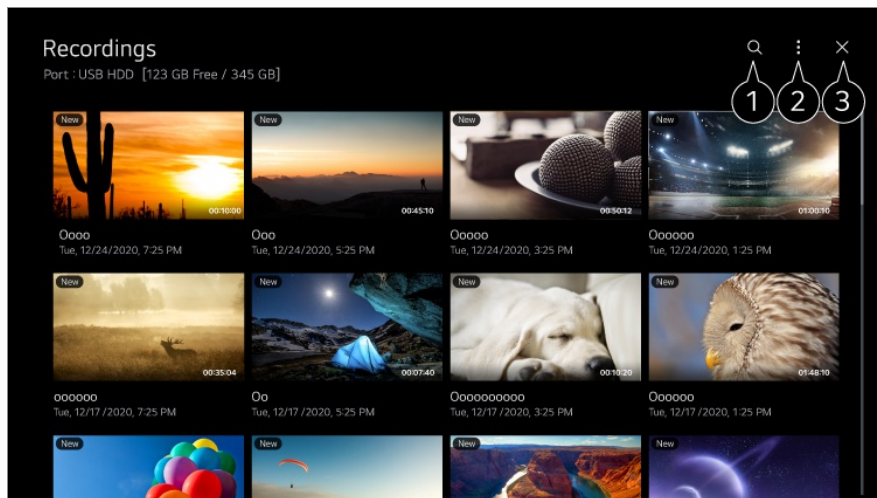 Recordings
Port : USB HDD [123 GB Free / 345 GB]
1 2 3
New New New New
00:10:00 00:45:10 00:50:12 01:00:10
Oooo Ooo Ooooo Oooooo
Tue, 12/24/2020, 7:25 PM Tue, 12/24/2020, 5:25 PM Tue, 12/24/2020, 3:25 PM Tue, 12/24/2020, 1:25 PM
New New New New
00:35:04 00:07:40 00:10:20 01:48:10
oooooo Oo Oooooooooo Oooooo
Tue, 12/17/2020, 7:25 PM Tue, 12/17/2020, 5:25 PM Tue, 12/17/2020, 3:25 PM Tue, 12/17/2020, 1:25 PM
New New New New